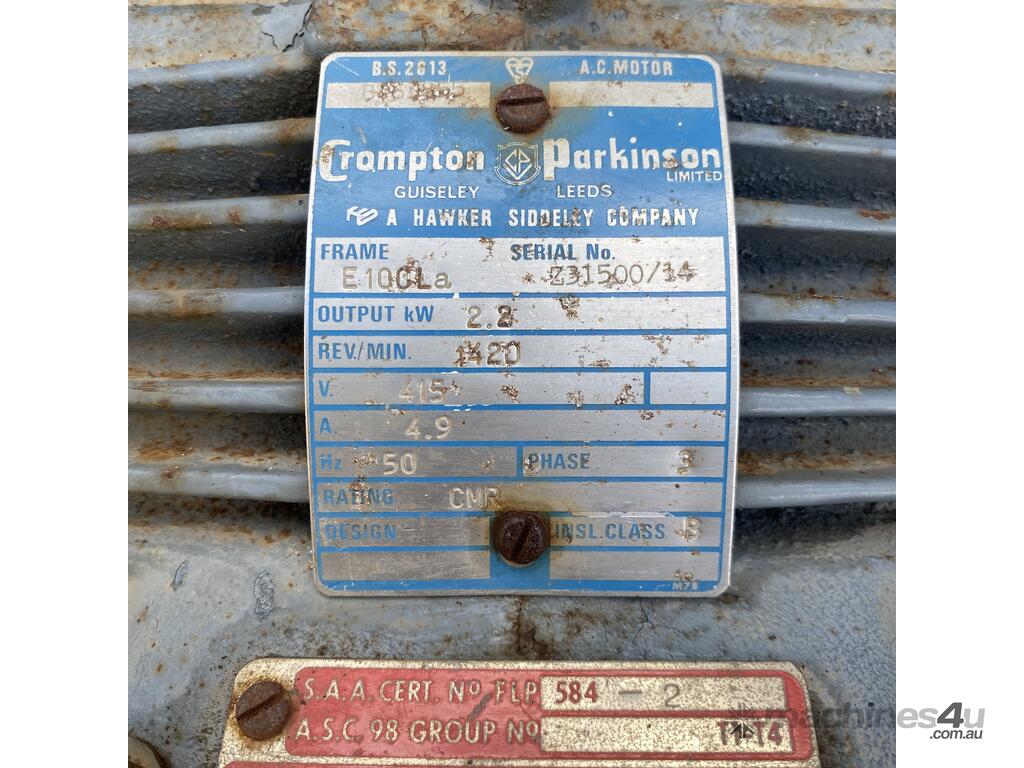 B.S. 2613 A.C. MOTOR
Crompton Parkinson
LIMITED
GUISELEY LEEDS
A HAWKER SIDDELEY COMPANY
FRAME SERIAL No.
E100La Z31500/14
OUTPUT kW 2.2
REV/MIN. 1420
V. 415
A. 4.9
Hz 50 PHASE 3
RATING CMR
DESIGN INSL. CLASS B
S.A.A. CERT. No FLP 584 - 2
A.S.C. 98 GROUP No
machines4u
.com.au